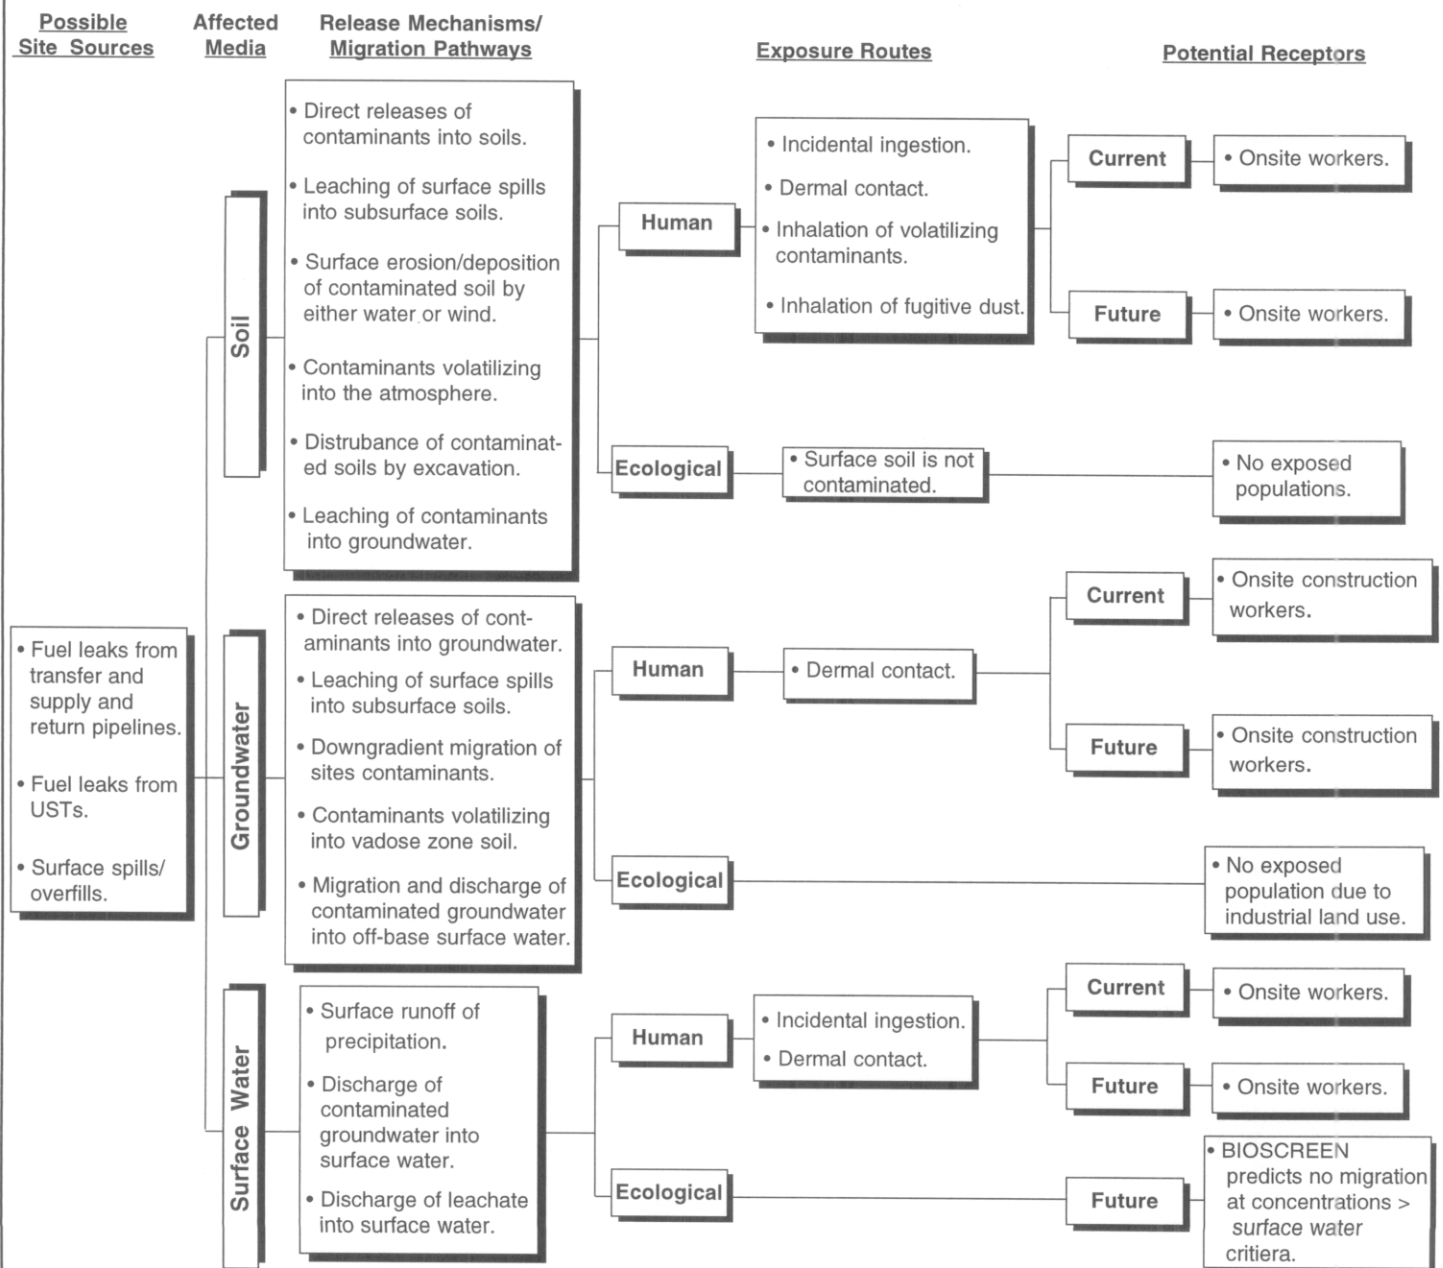 Possible
Site Sources
Affected
Media
Release Mechanisms/
Migration Pathways
Exposure Routes
Potential Receptors
• Fuel leaks from
transfer and
supply and
return pipelines.
• Fuel leaks from
USTs.
• Surface spills/
overfills.
Soil
• Direct releases of
contaminants into soils.
• Leaching of surface spills
into subsurface soils.
• Surface erosion/deposition
of contaminated soil by
either water or wind.
• Contaminants volatilizing
into the atmosphere.
• Distrubance of contaminat-
ed soils by excavation.
• Leaching of contaminants
into groundwater.
Human
• Incidental ingestion.
• Dermal contact.
• Inhalation of volatilizing
contaminants.
• Inhalation of fugitive dust.
Current
• Onsite workers.
Future
• Onsite workers.
Ecological
• Surface soil is not
contaminated.
• No exposed
populations.
Groundwater
• Direct releases of cont-
aminants into groundwater.
• Leaching of surface spills
into subsurface soils.
• Downgradient migration of
sites contaminants.
• Contaminants volatilizing
into vadose zone soil.
• Migration and discharge of
contaminated groundwater
into off-base surface water.
Human
• Dermal contact.
Current
• Onsite construction
workers.
Future
• Onsite construction
workers.
Ecological
• No exposed
population due to
industrial land use.
Surface Water
• Surface runoff of
precipitation.
• Discharge of
contaminated
groundwater into
surface water.
• Discharge of leachate
into surface water.
Human
• Incidental ingestion.
• Dermal contact.
Current
• Onsite workers.
Future
• Onsite workers.
Ecological
Future
• BIOSCREEN
predicts no migration
at concentrations >
surface water
critiera.